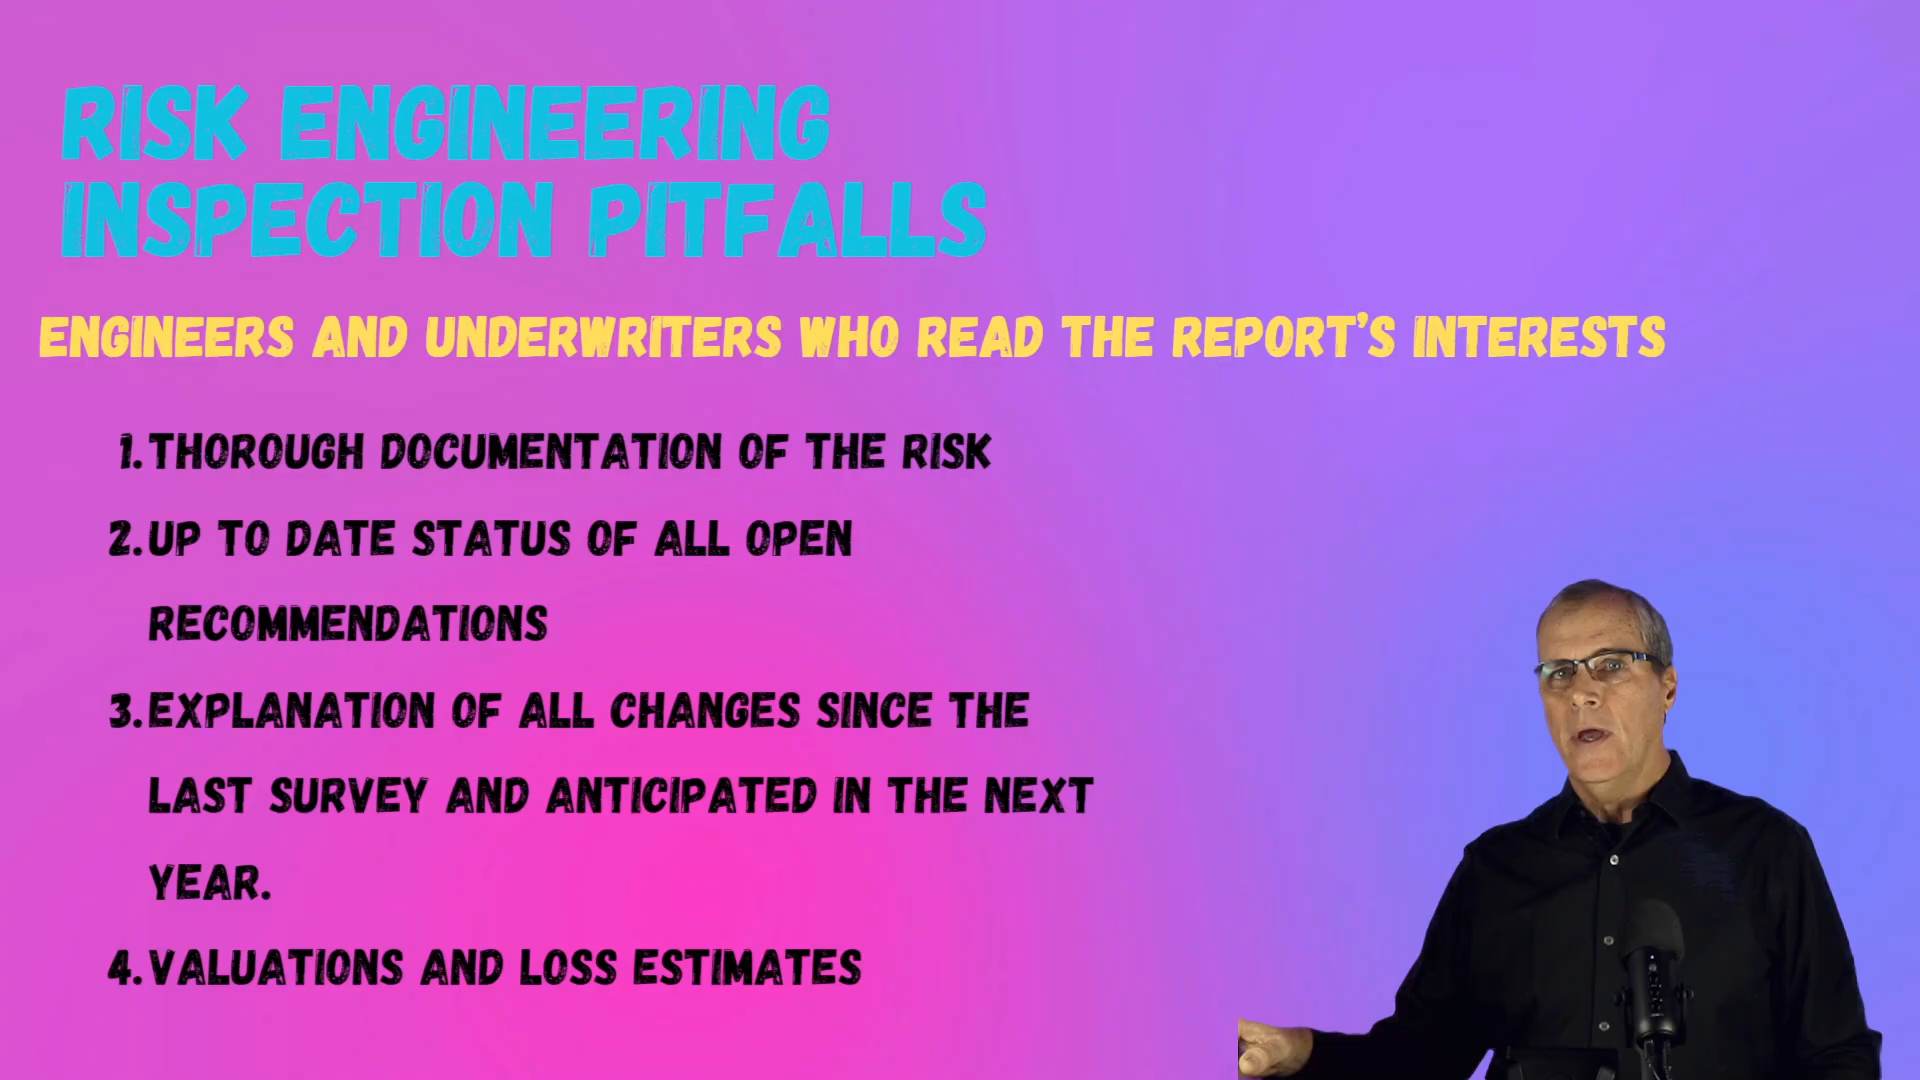 RISK ENGINEERING
INSPECTION PITFALLS
ENGINEERS AND UNDERWRITERS WHO READ THE REPORT'S INTERESTS
1. THOROUGH DOCUMENTATION OF THE RISK
2. UP TO DATE STATUS OF ALL OPEN
RECOMMENDATIONS
3. EXPLANATION OF ALL CHANGES SINCE THE
LAST SURVEY AND ANTICIPATED IN THE NEXT
YEAR.
4. VALUATIONS AND LOSS ESTIMATES